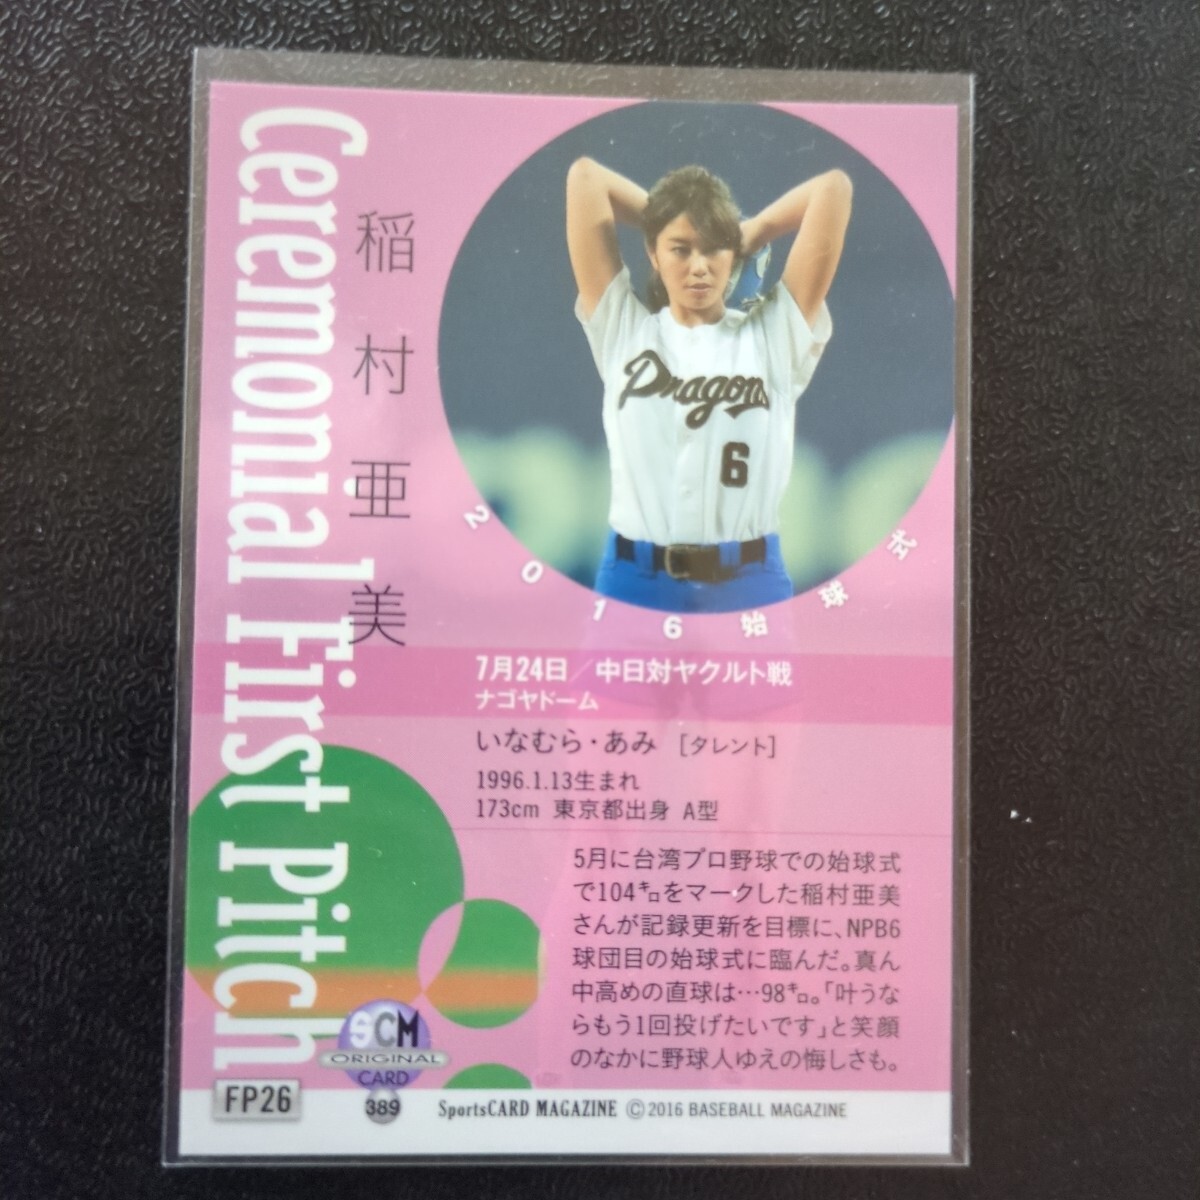 Ceremonial First Pitch
稲村亜美
Dragons
6
2016始球式
7月24日／中日対ヤクルト戦
ナゴヤドーム
いなむら・あみ ［タレント］
1996.1.13生まれ
173cm 東京都出身 A型
5月に台湾プロ野球での始球式
で104㌔をマークした稲村亜美
さんが記録更新を目標に、NPB6
球団目の始球式に臨んだ。真ん
中高めの直球は…98㌔。「叶うな
らもう1回投げたいです」と笑顔
のなかに野球人ゆえの悔しさも。
SCM
ORIGINAL
CARD
389
FP26
SportsCARD MAGAZINE ©2016 BASEBALL MAGAZINE